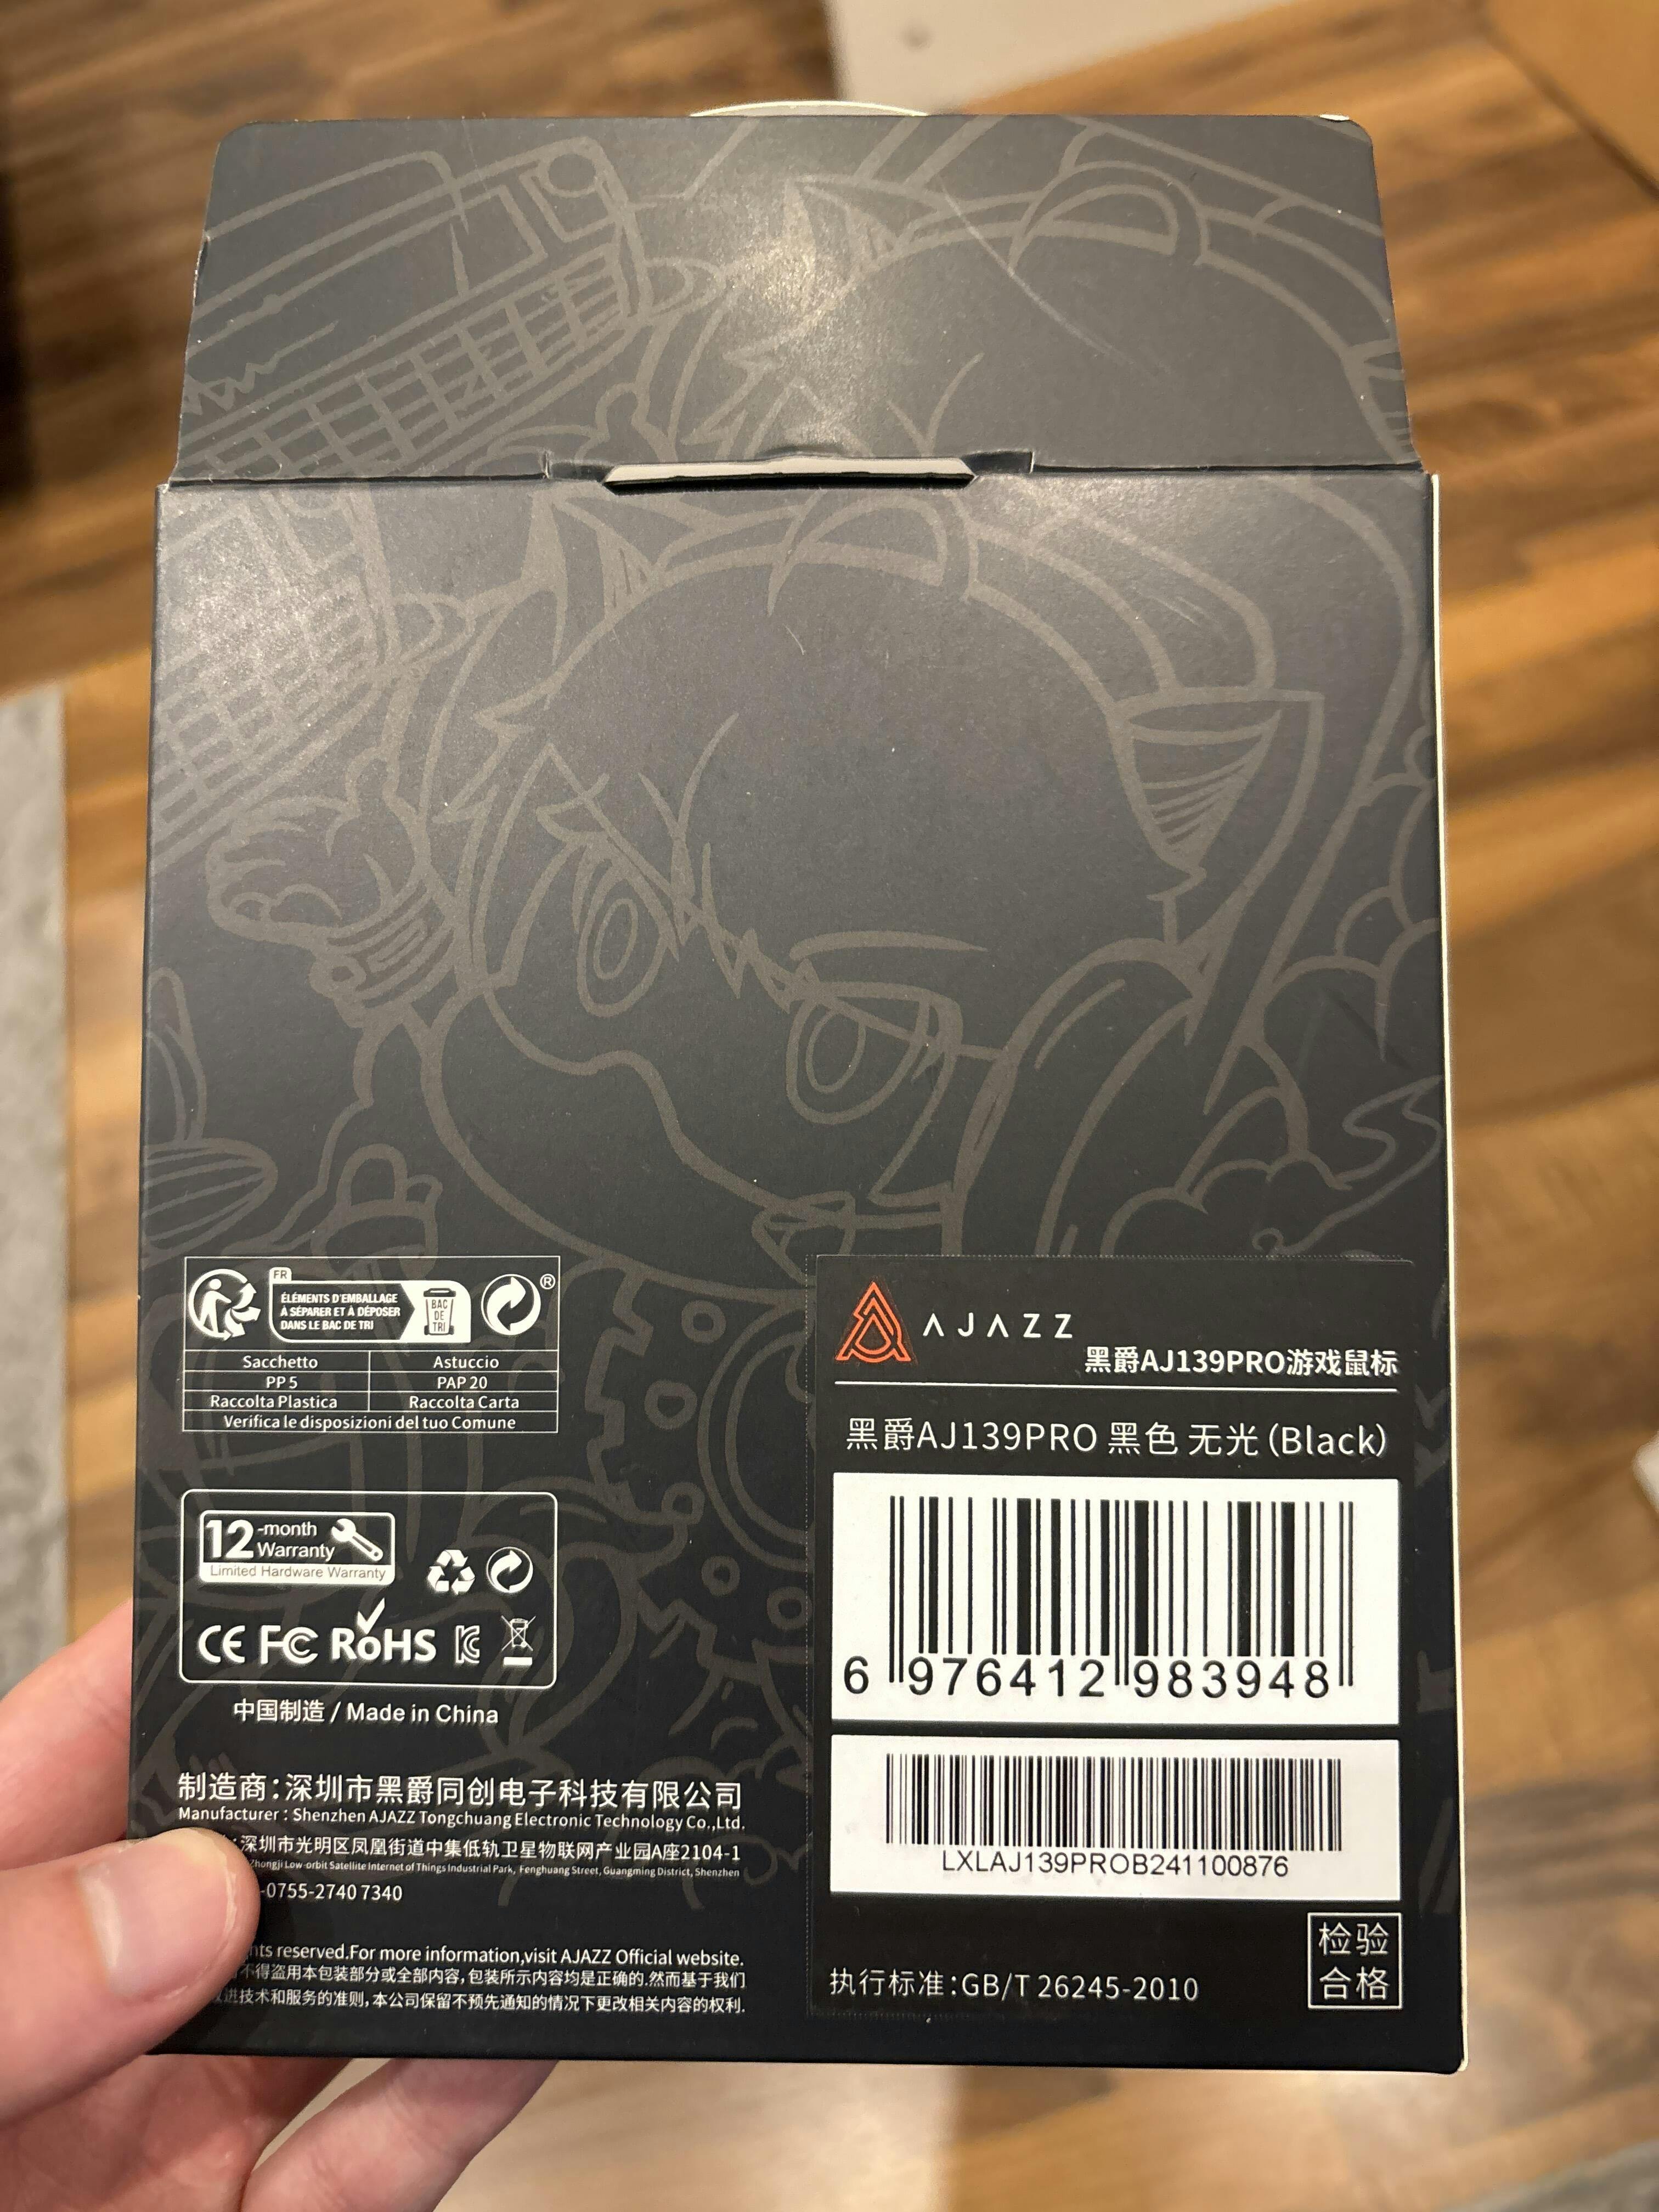 FR
ÉLÉMENTS D'EMBALLAGE
À SÉPARER ET À DÉPOSER
DANS LE BAC DE TRI
BAC
DE
TRI
®
Sacchetto Astuccio
PP 5 PAP 20
Raccolta Plastica Raccolta Carta
Verifica le disposizioni del tuo Comune
12-month
Warranty
Limited Hardware Warranty
CE FC RoHS
中国制造 / Made in China
制造商:深圳市黑爵同创电子科技有限公司
Manufacturer : Shenzhen AJAZZ Tongchuang Electronic Technology Co.,Ltd.
:深圳市光明区凤凰街道中集低轨卫星物联网产业园A座2104-1
Zhongji Low-orbit Satellite Internet of Things Industrial Park, Fenghuang Street, Guangming District, Shenzhen
-0755-2740 7340
reserved.For more information,visit AJAZZ Official website.
不得盗用本包装部分或全部内容,包装所示内容均是正确的.然而基于我们
进技术和服务的准则,本公司保留不预先通知的情况下更改相关内容的权利.
AJAZZ
黑爵AJ139PRO游戏鼠标
黑爵AJ139PRO 黑色 无光(Black)
6 976412 983948
LXLAJ139PROB241100876
执行标准:GB/T 26245-2010
检验
合格